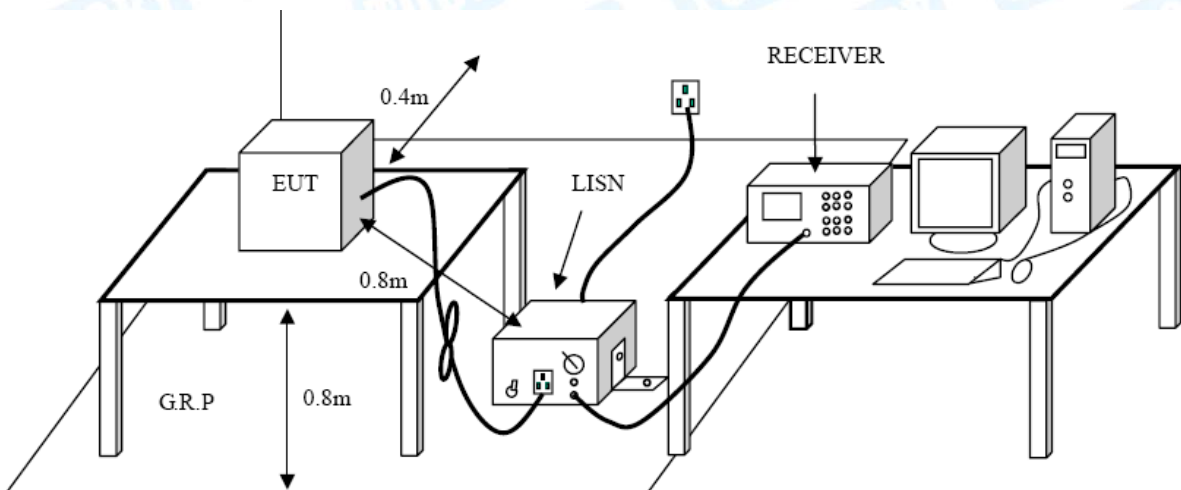 RECEIVER
0.4m
EUT
LISN
0.8m
G.R.P
0.8m